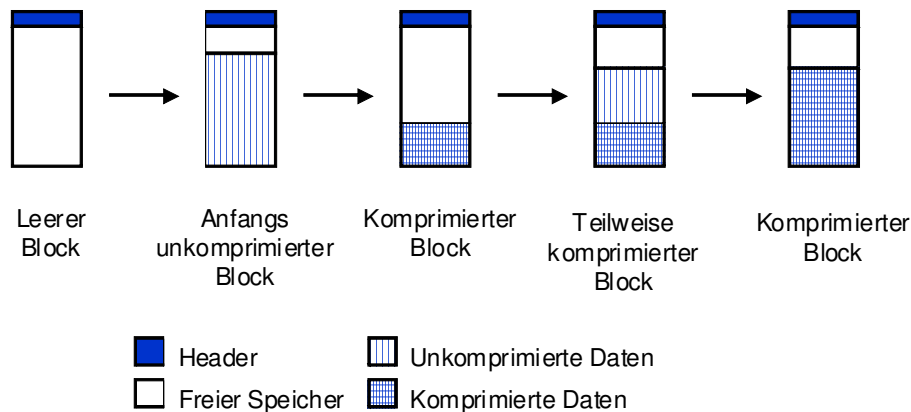 Leerer
Block
Anfangs
unkomprimierter
Block
Komprimierter
Block
Teilweise
komprimierter
Block
Komprimierter
Block
Header
Unkomprimierte Daten
Freier Speicher
Komprimierte Daten